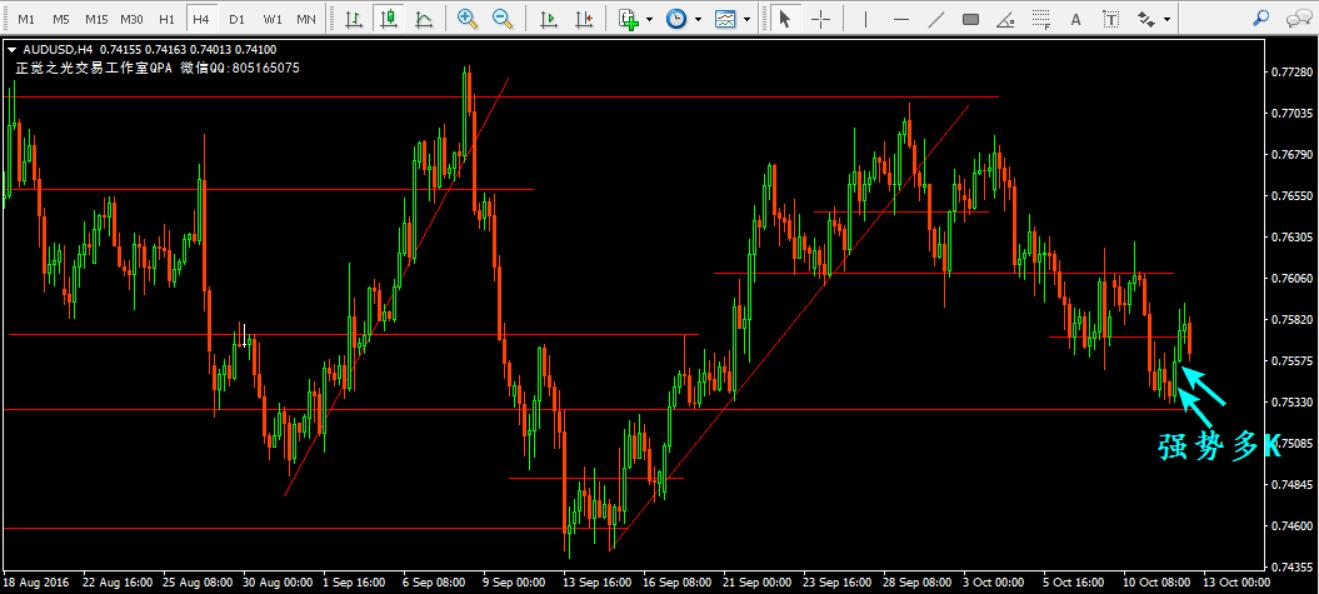 M1 M5 M15 M30 H1 H4 D1 W1 MN A T
AUDUSD,H4 0.74155 0.74163 0.74013 0.74100
正觉之光交易工作室QPA 微信QQ:805165075
0.77280
0.77035
0.76790
0.76550
0.76305
0.76060
0.75820
0.75575
0.75330
强势多K
0.75085
0.74845
0.74600
0.74355
18 Aug 2016 22 Aug 16:00 25 Aug 08:00 30 Aug 00:00 1 Sep 16:00 6 Sep 08:00 9 Sep 00:00 13 Sep 16:00 16 Sep 08:00 21 Sep 00:00 23 Sep 16:00 28 Sep 08:00 3 Oct 00:00 5 Oct 16:00 10 Oct 08:00 13 Oct 00:00